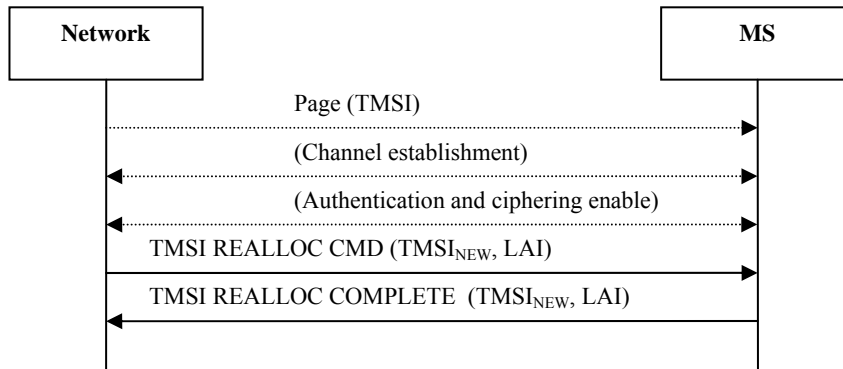 Network
MS
Page (TMSI)
(Channel establishment)
(Authentication and ciphering enable)
TMSI REALLOC CMD (TMSINEW, LAI)
TMSI REALLOC COMPLETE (TMSINEW, LAI)